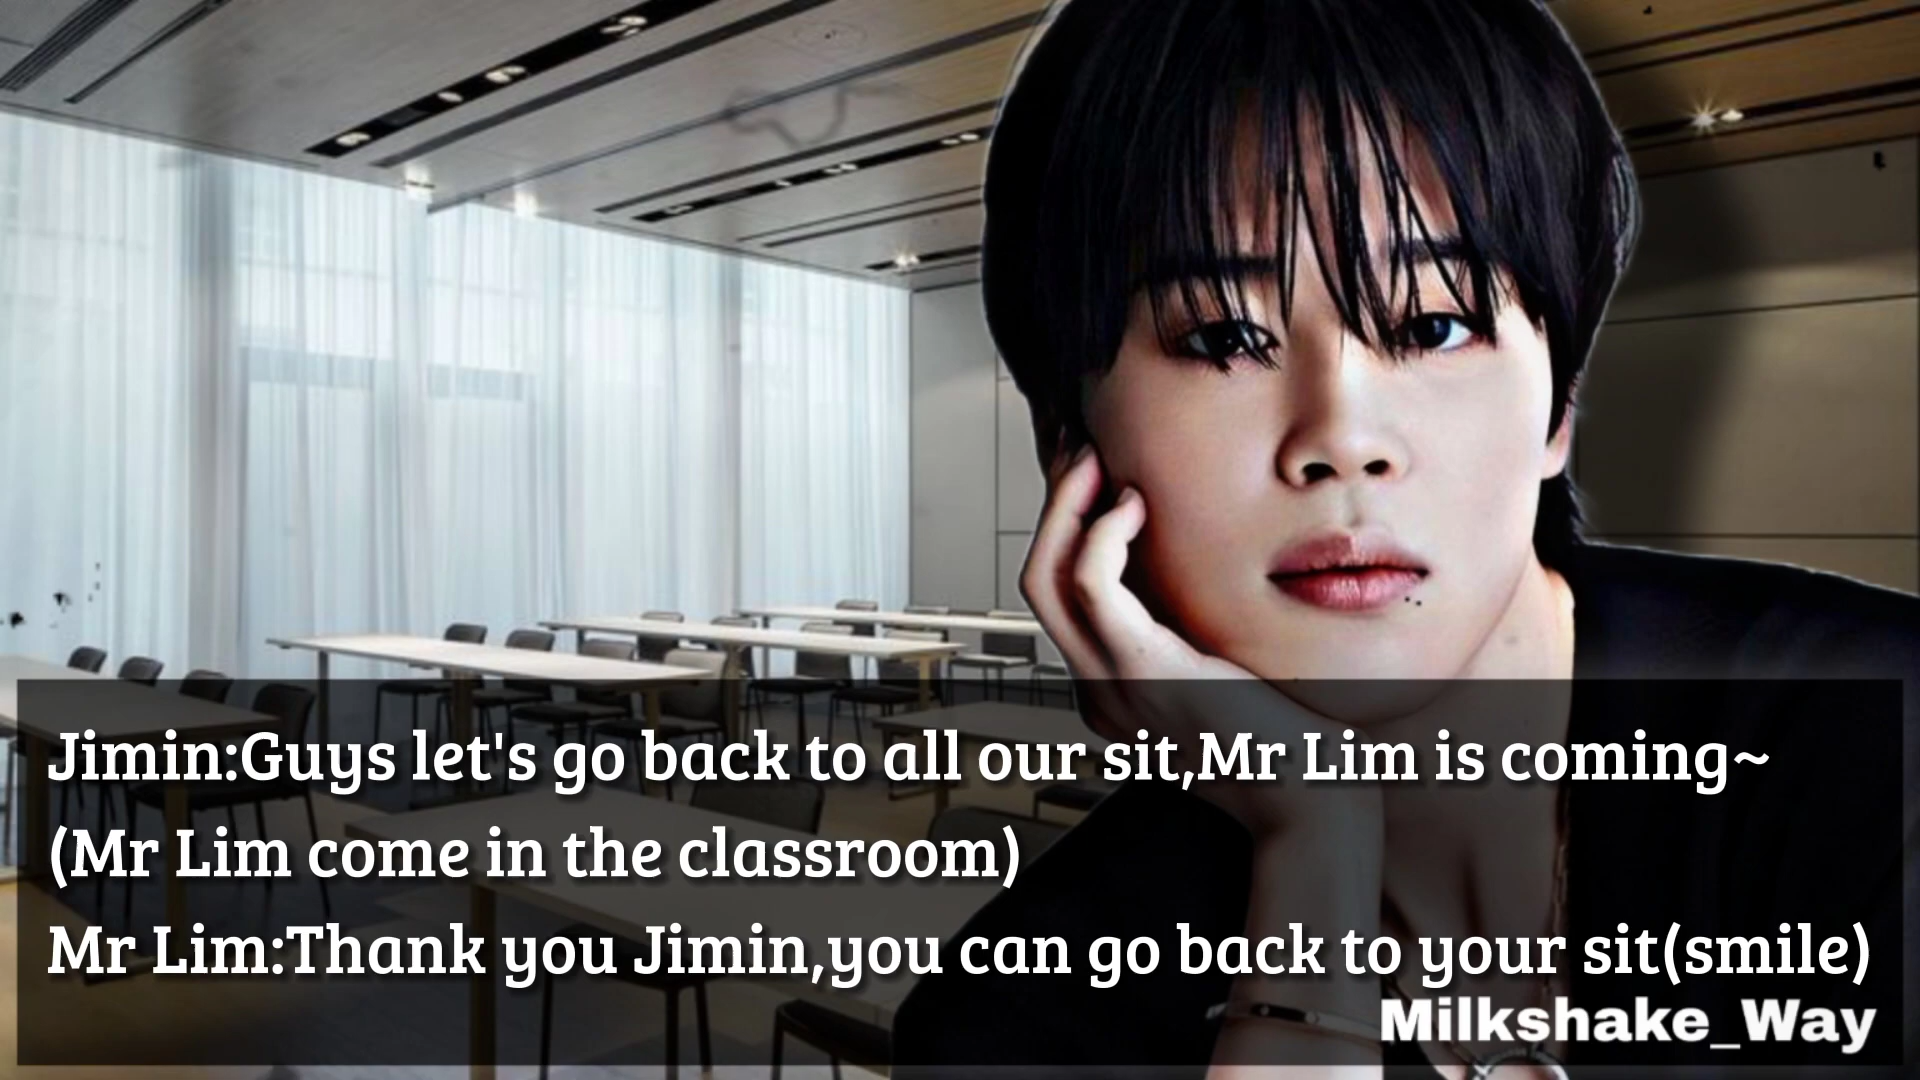 Jimin:Guys let's go back to all our sit,Mr Lim is coming~
(Mr Lim come in the classroom)
Mr Lim:Thank you Jimin,you can go back to your sit(smile)
Milkshake_Way